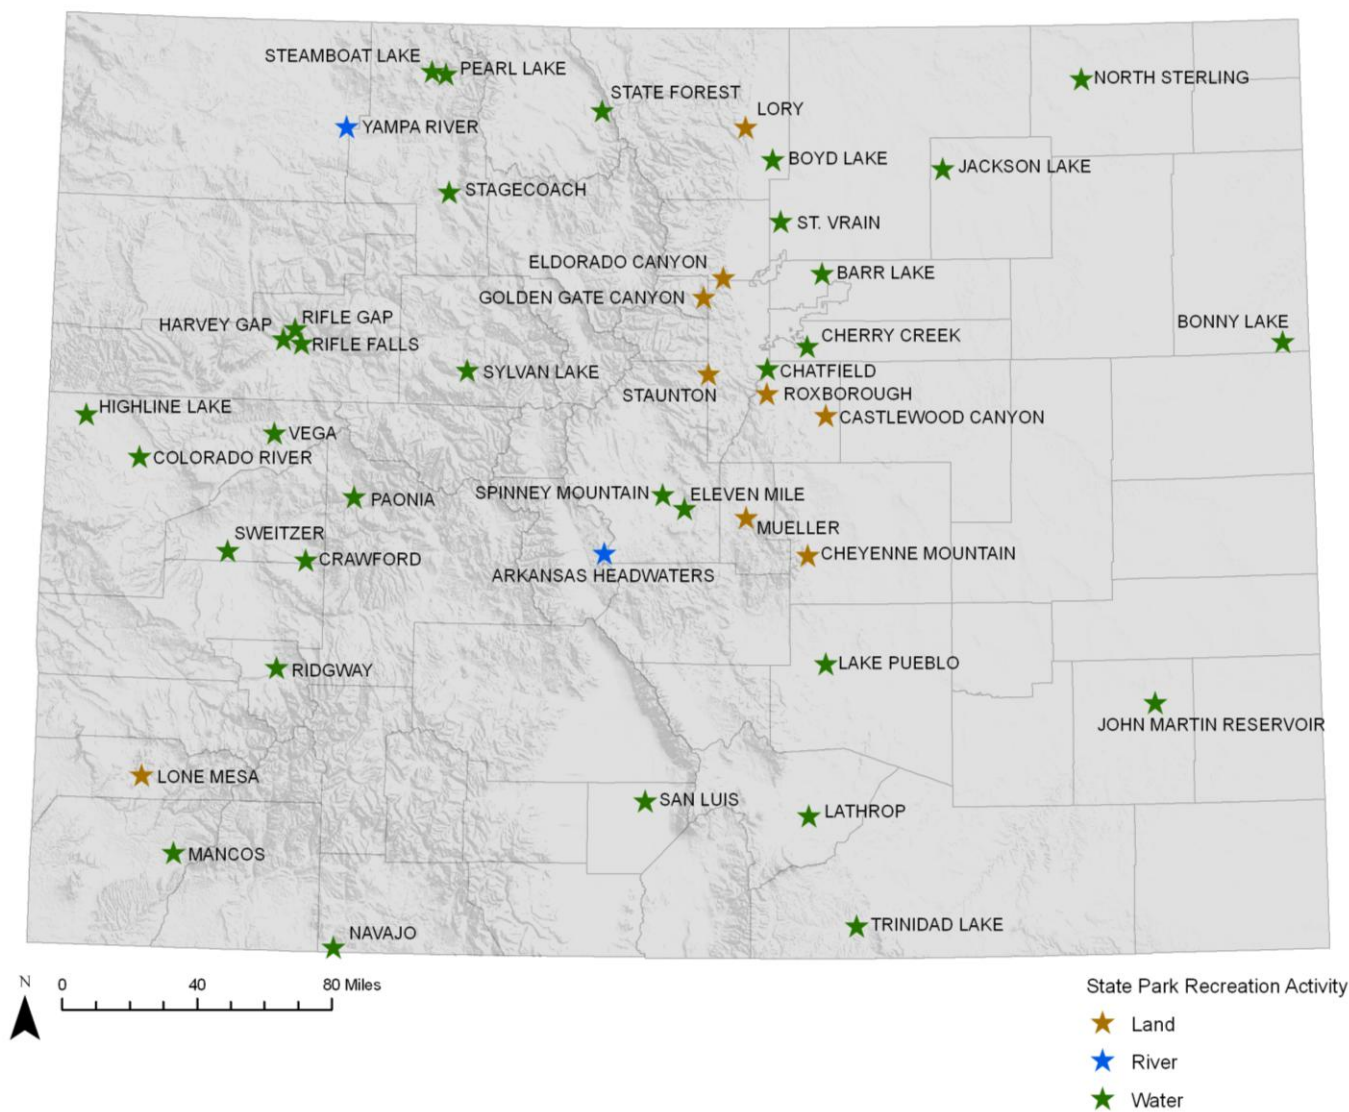 STEAMBOAT LAKE
PEARL LAKE
NORTH STERLING
STATE FOREST
LORY
YAMPA RIVER
BOYD LAKE
JACKSON LAKE
STAGECOACH
ST. VRAIN
ELDORADO CANYON
BARR LAKE
GOLDEN GATE CANYON
RIFLE GAP
HARVEY GAP
BONNY LAKE
CHERRY CREEK
RIFLE FALLS
SYLVAN LAKE
CHATFIELD
STAUNTON
ROXBOROUGH
HIGHLINE LAKE
CASTLEWOOD CANYON
VEGA
COLORADO RIVER
SPINNEY MOUNTAIN
ELEVEN MILE
PAONIA
MUELLER
SWEITZER
CRAWFORD
CHEYENNE MOUNTAIN
ARKANSAS HEADWATERS
LAKE PUEBLO
RIDGWAY
JOHN MARTIN RESERVOIR
LONE MESA
SAN LUIS
LATHROP
MANCOS
TRINIDAD LAKE
NAVAJO
N
0 40 80 Miles
State Park Recreation Activity
Land
River
Water